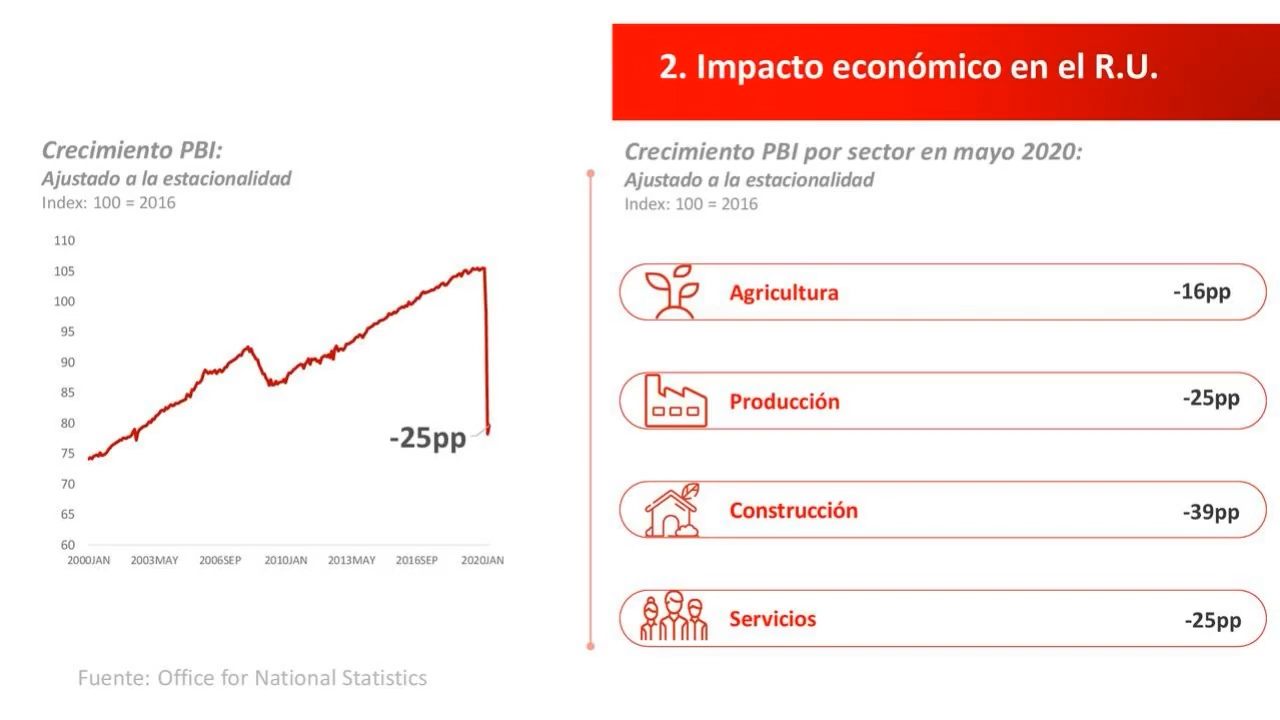 2. Impacto económico en el R.U.
Crecimiento PBI:
Ajustado a la estacionalidad
Index: 100 = 2016
110
105
100
95
90
85
80
75
70
65
60
-25pp
2000JAN 2003MAY 2006SEP 2010JAN 2013MAY 2016SEP 2020JAN
Crecimiento PBI por sector en mayo 2020:
Ajustado a la estacionalidad
Index: 100 = 2016
Agricultura -16pp
Producción -25pp
Construcción -39pp
Servicios -25pp
Fuente: Office for National Statistics